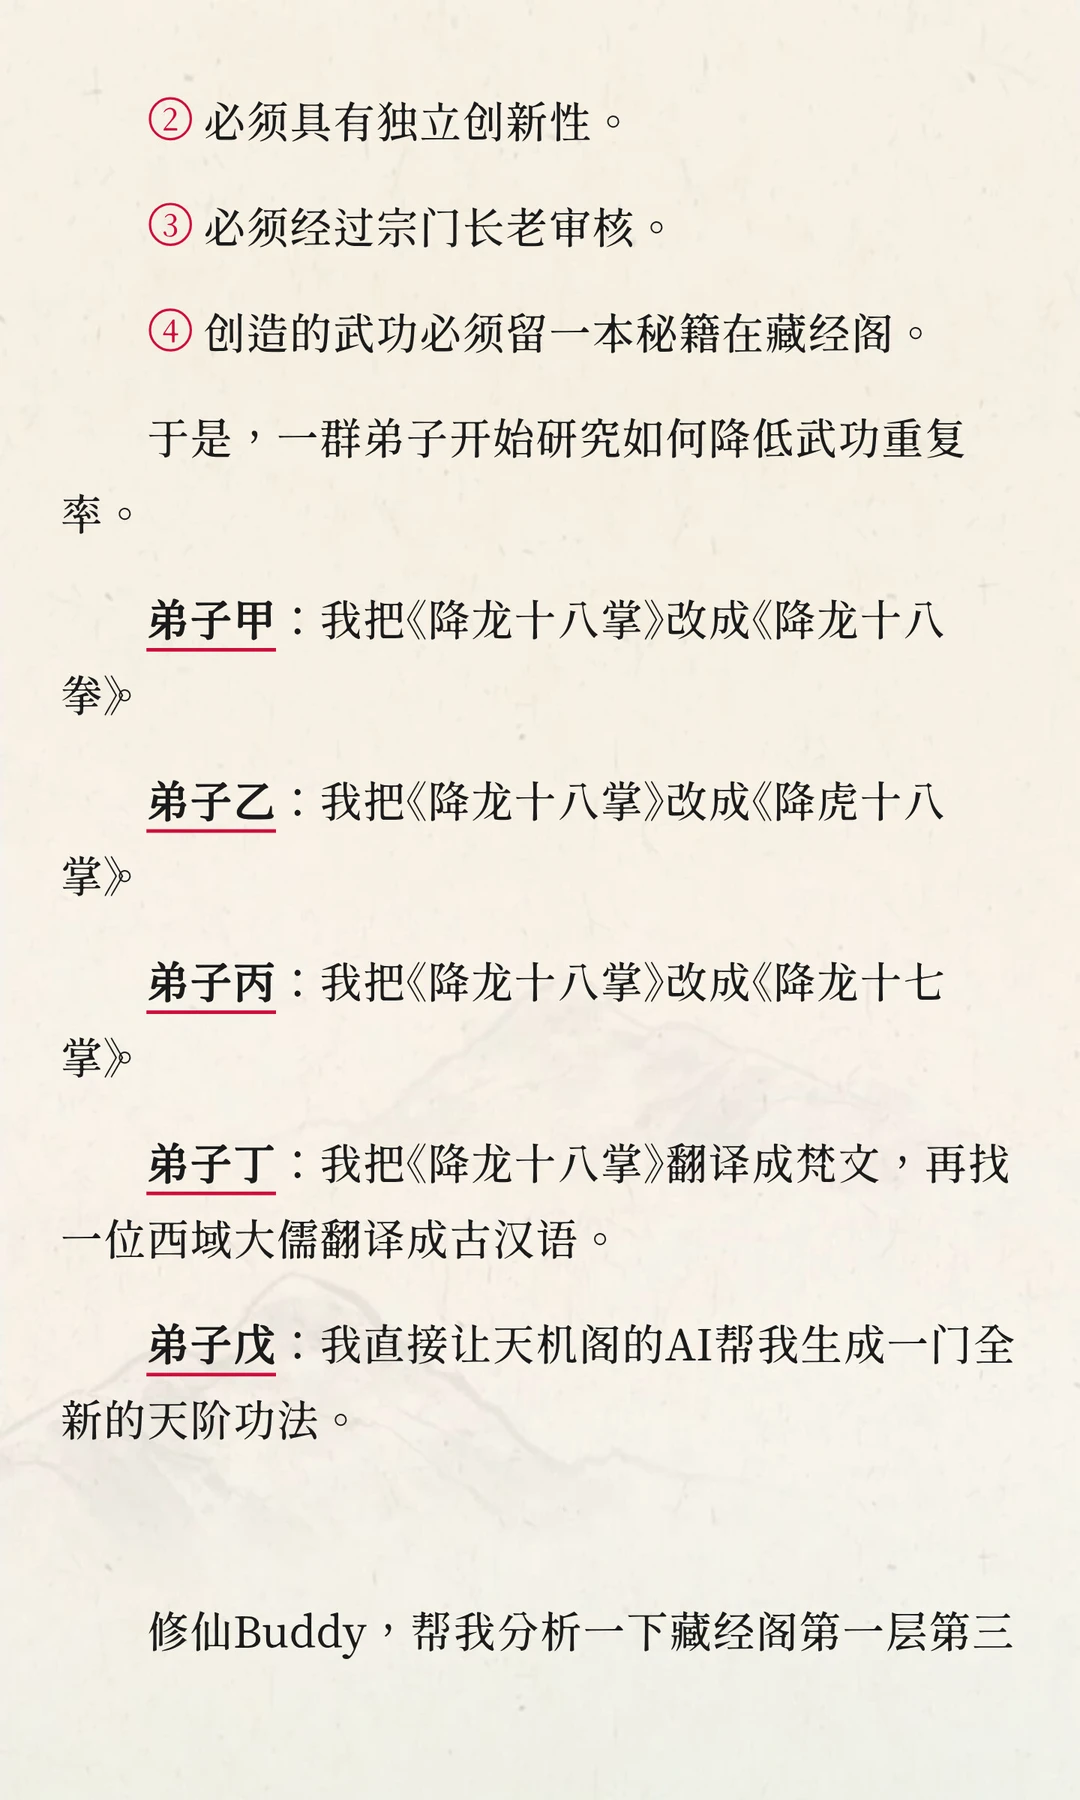 ② 必须具有独立创新性。
③ 必须经过宗门长老审核。
④ 创造的武功必须留一本秘籍在藏经阁。
于是，一群弟子开始研究如何降低武功重复
率。
弟子甲：我把《降龙十八掌》改成《降龙十八
拳》。
弟子乙：我把《降龙十八掌》改成《降虎十八
掌》。
弟子丙：我把《降龙十八掌》改成《降龙十七
掌》。
弟子丁：我把《降龙十八掌》翻译成梵文，再找
一位西域大儒翻译成古汉语。
弟子戊：我直接让天机阁的AI帮我生成一门全
新的天阶功法。
修仙Buddy，帮我分析一下藏经阁第一层第三